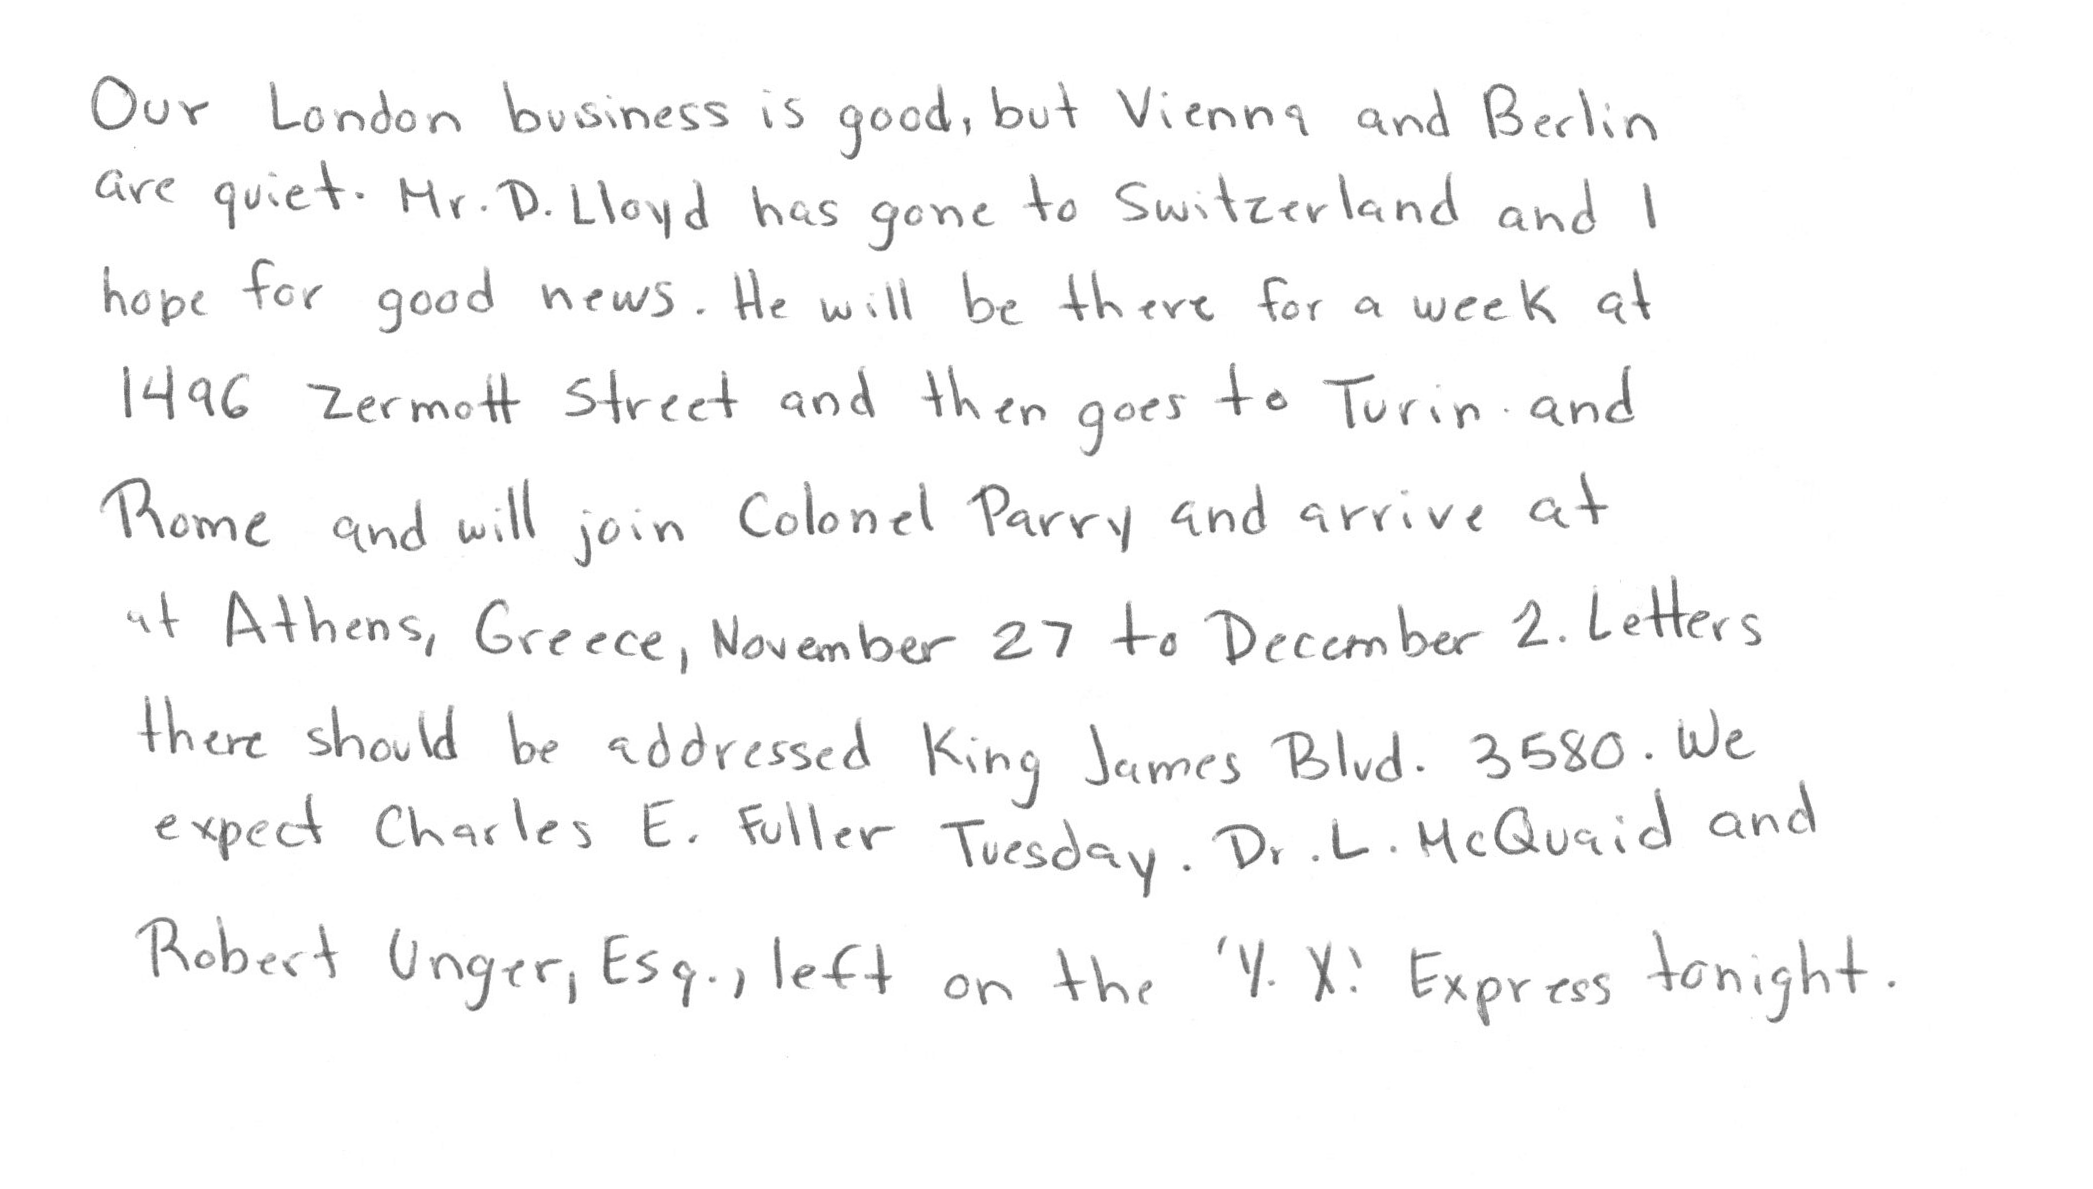 Our London business is good, but Vienna and Berlin
are quiet. Mr. D. Lloyd has gone to Switzerland and I
hope for good news. He will be there for a week at
1496 Zermott Street and then goes to Turin and
Rome and will join Colonel Parry and arrive at
at Athens, Greece, November 27 to December 2. Letters
there should be addressed King James Blvd. 3580. We
expect Charles E. Fuller Tuesday. Dr. L. McQuaid and
Robert Unger, Esq., left on the 'Y. X.' Express tonight.